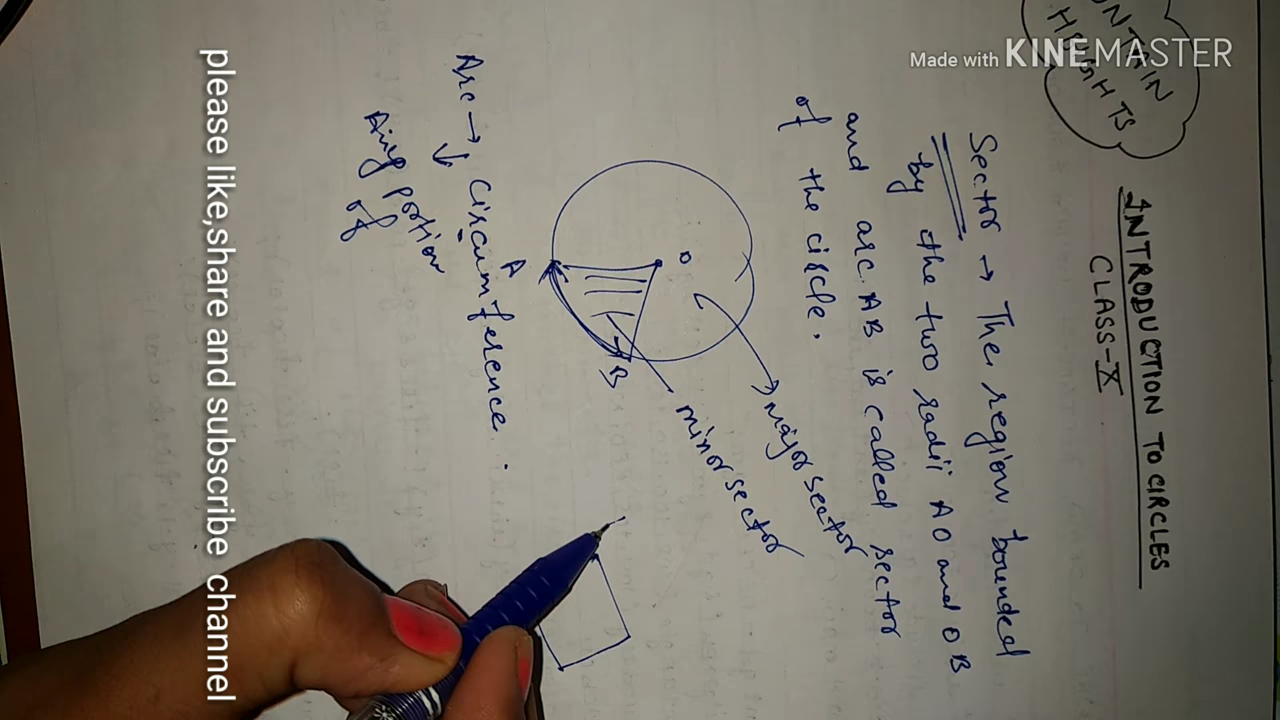 Made with KINEMASTER
HEIGHTS
INTRODUCTION TO CIRCLES
CLASS-X
Sector → The region bounded
by the two radii AO and OB
and arc AB is called sector
of the circle.
O
A
B
major sector
minor sector
Arc → Circumference.
portion
of
please like,share and subscribe channel